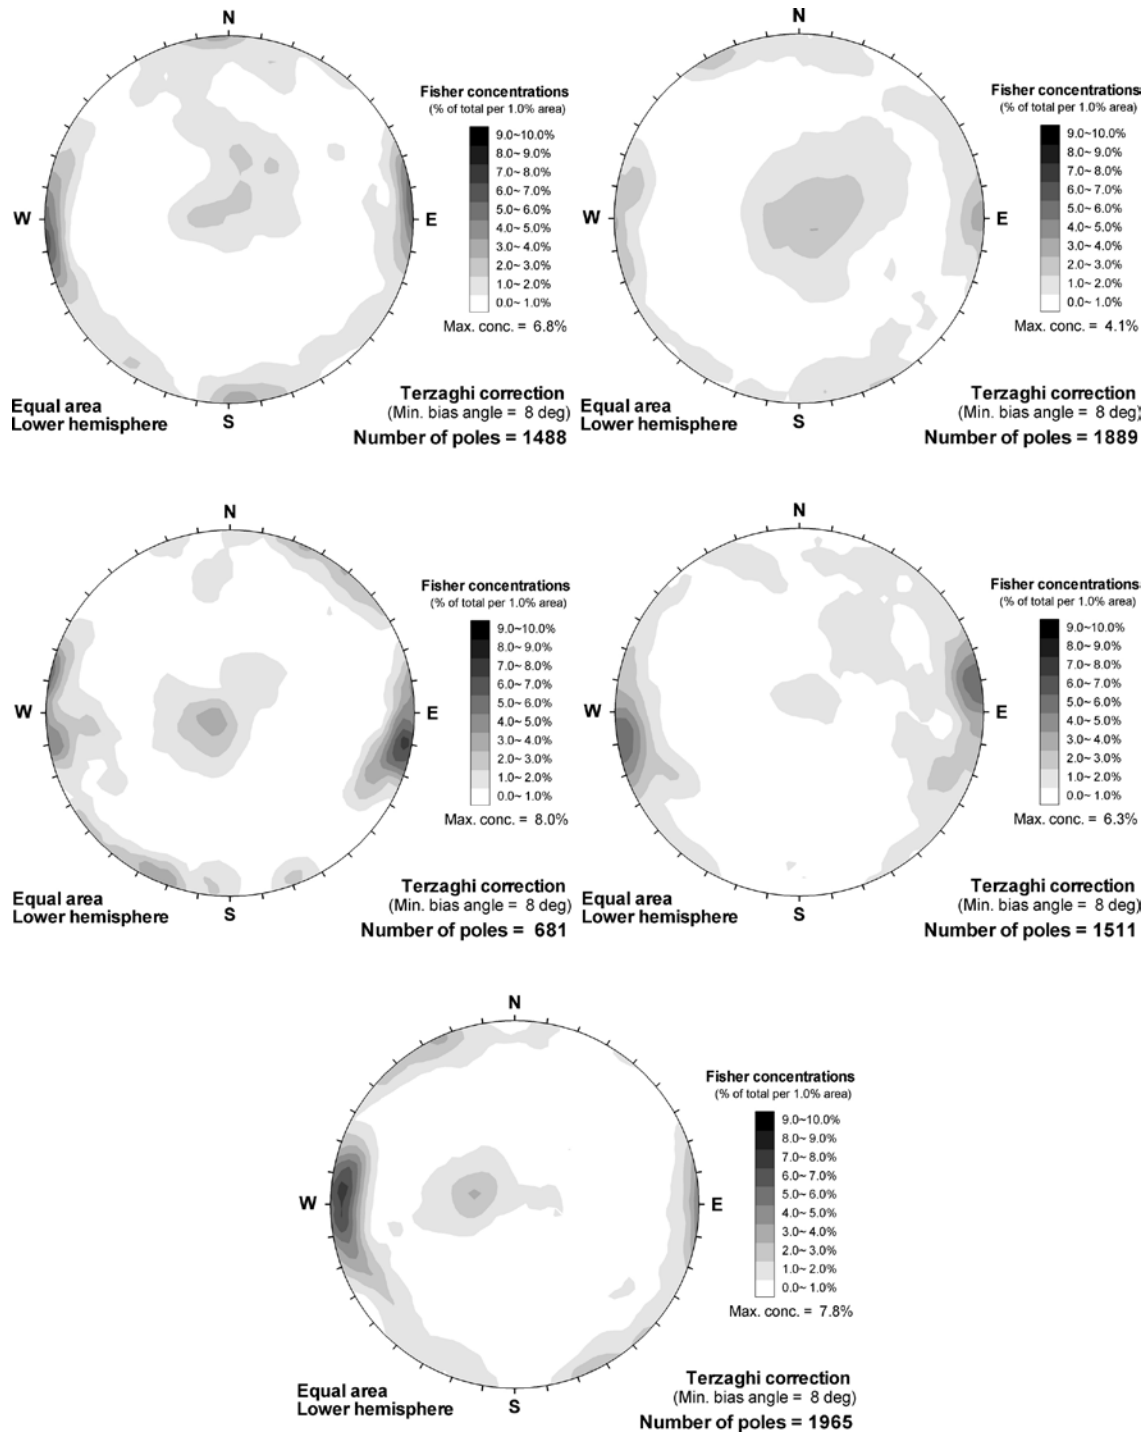 N
Fisher concentrations
(% of total per 1.0% area)
9.0~10.0%
8.0~ 9.0%
7.0~ 8.0%
6.0~ 7.0%
5.0~ 6.0%
4.0~ 5.0%
3.0~ 4.0%
2.0~ 3.0%
1.0~ 2.0%
0.0~ 1.0%
Max. conc. = 6.8%
W
E
S
Equal area
Lower hemisphere
Terzaghi correction
(Min. bias angle = 8 deg)
Number of poles = 1488
N
Fisher concentrations
(% of total per 1.0% area)
9.0~10.0%
8.0~ 9.0%
7.0~ 8.0%
6.0~ 7.0%
5.0~ 6.0%
4.0~ 5.0%
3.0~ 4.0%
2.0~ 3.0%
1.0~ 2.0%
0.0~ 1.0%
Max. conc. = 4.1%
W
E
S
Equal area
Lower hemisphere
Terzaghi correction
(Min. bias angle = 8 deg)
Number of poles = 1889
N
Fisher concentrations
(% of total per 1.0% area)
9.0~10.0%
8.0~ 9.0%
7.0~ 8.0%
6.0~ 7.0%
5.0~ 6.0%
4.0~ 5.0%
3.0~ 4.0%
2.0~ 3.0%
1.0~ 2.0%
0.0~ 1.0%
Max. conc. = 8.0%
W
E
S
Equal area
Lower hemisphere
Terzaghi correction
(Min. bias angle = 8 deg)
Number of poles = 681
N
Fisher concentrations
(% of total per 1.0% area)
9.0~10.0%
8.0~ 9.0%
7.0~ 8.0%
6.0~ 7.0%
5.0~ 6.0%
4.0~ 5.0%
3.0~ 4.0%
2.0~ 3.0%
1.0~ 2.0%
0.0~ 1.0%
Max. conc. = 6.3%
W
E
S
Equal area
Lower hemisphere
Terzaghi correction
(Min. bias angle = 8 deg)
Number of poles = 1511
N
Fisher concentrations
(% of total per 1.0% area)
9.0~10.0%
8.0~ 9.0%
7.0~ 8.0%
6.0~ 7.0%
5.0~ 6.0%
4.0~ 5.0%
3.0~ 4.0%
2.0~ 3.0%
1.0~ 2.0%
0.0~ 1.0%
Max. conc. = 7.8%
W
E
S
Equal area
Lower hemisphere
Terzaghi correction
(Min. bias angle = 8 deg)
Number of poles = 1965